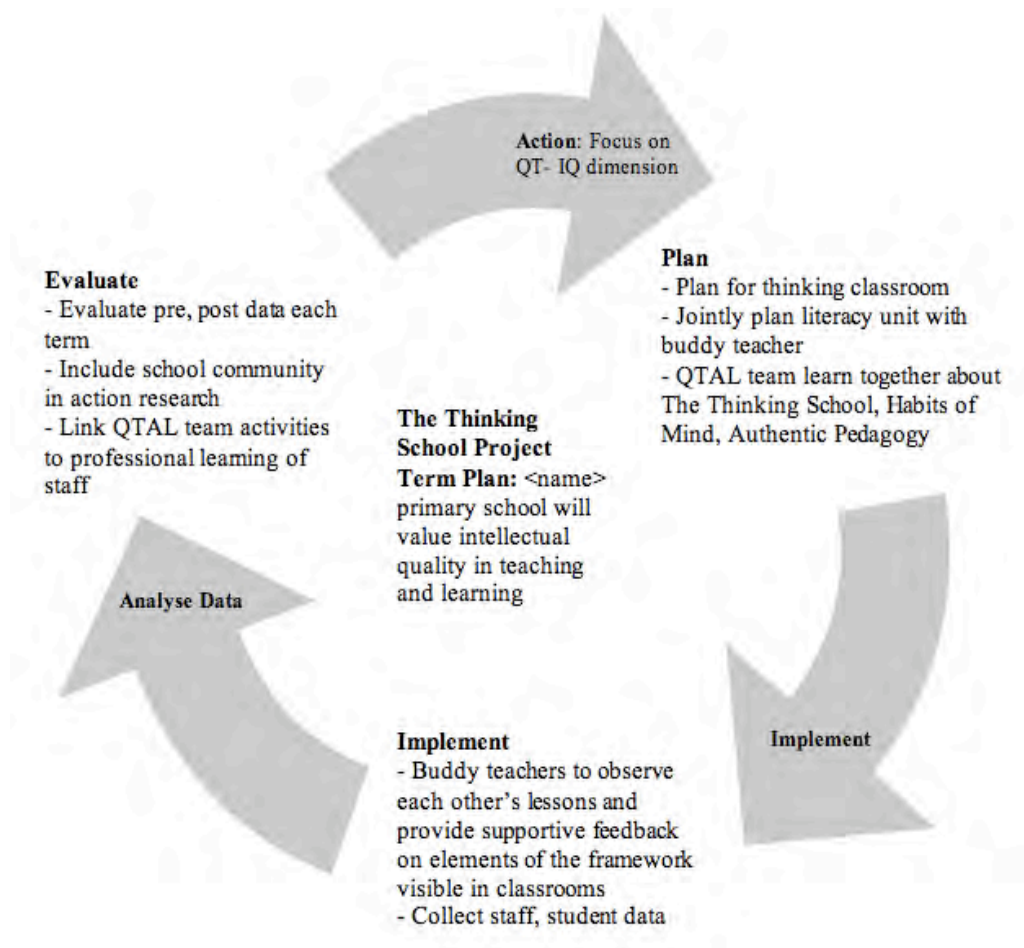 Action: Focus on
QT- IQ dimension
Plan
- Plan for thinking classroom
- Jointly plan literacy unit with
buddy teacher
- QTAL team learn together about
The Thinking School, Habits of
Mind, Authentic Pedagogy
Implement
Implement
- Buddy teachers to observe
each other's lessons and
provide supportive feedback
on elements of the framework
visible in classrooms
- Collect staff, student data
Analyse Data
Evaluate
- Evaluate pre, post data each
term
- Include school community
in action research
- Link QTAL team activities
to professional learning of
staff
The Thinking
School Project
Term Plan: <name>
primary school will
value intellectual
quality in teaching
and learning